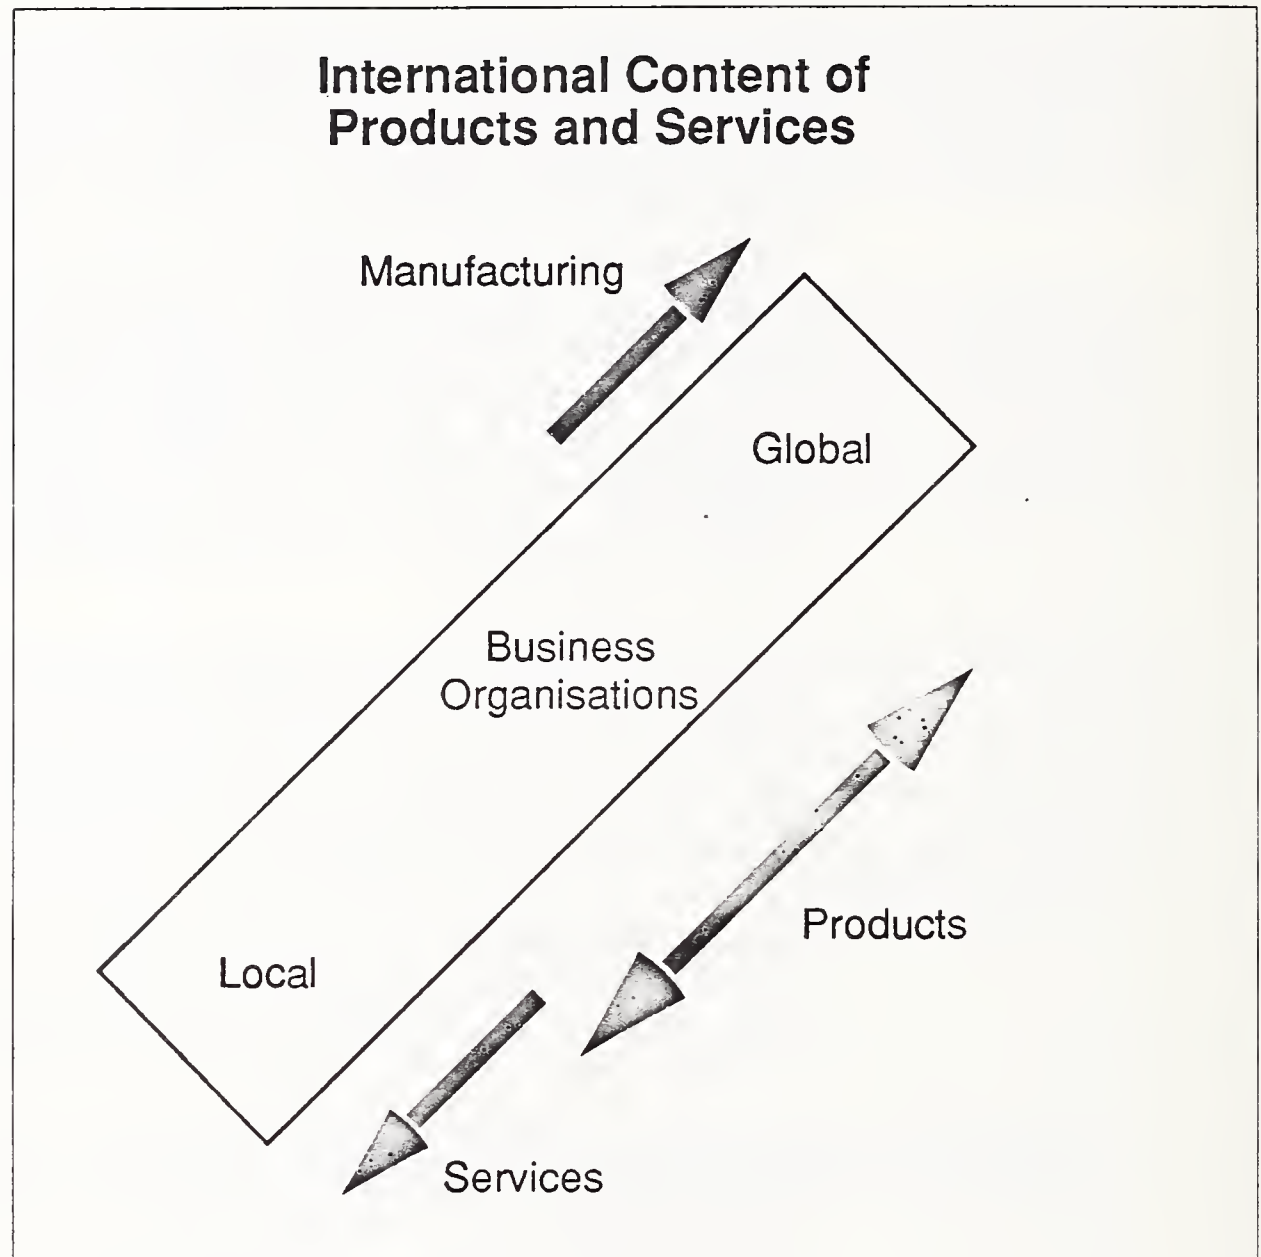 International Content of
Products and Services
Manufacturing
Global
Business
Organisations
Products
Local
Services